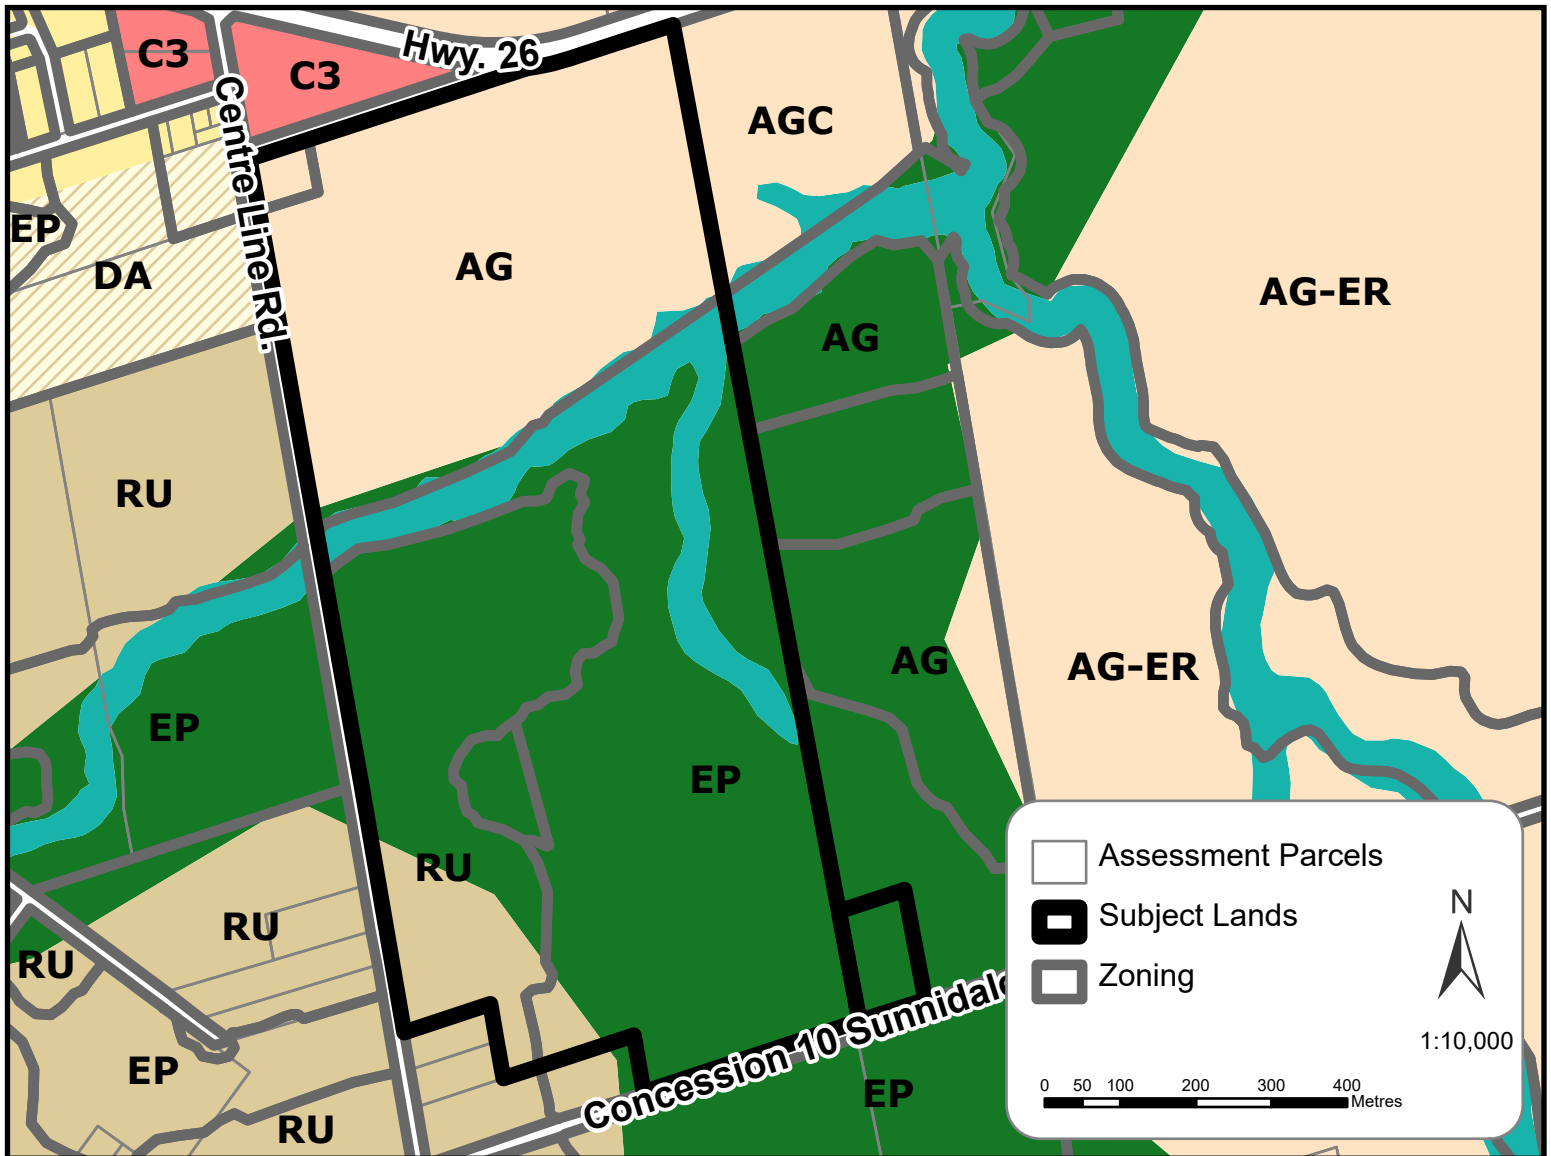 C3
Hwy. 26
C3
AGC
Centre Line Rd.
EP
DA
AG
AG-ER
AG
RU
AG
AG-ER
EP
EP
RU
RU
RU
EP
RU
EP
Concession 10 Sunnidale
Assessment Parcels
Subject Lands
Zoning
N
1:10,000
0 50 100 200 300 400
Metres